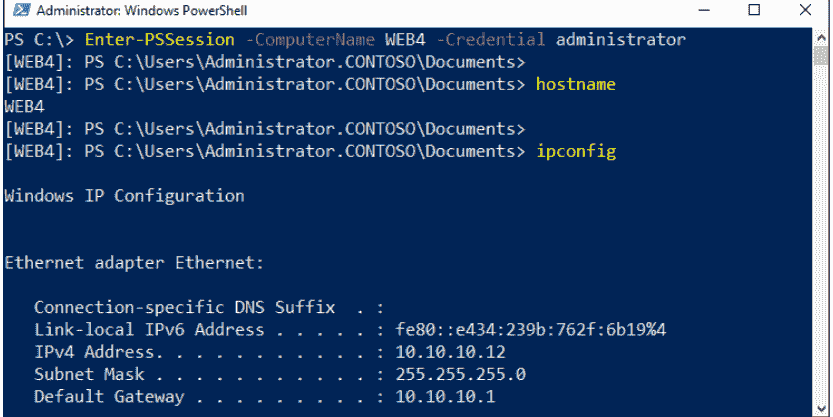 Administrator: Windows PowerShell
PS C:\> Enter-PSSession -ComputerName WEB4 -Credential administrator
[WEB4]: PS C:\Users\Administrator.CONTOSO\Documents>
[WEB4]: PS C:\Users\Administrator.CONTOSO\Documents> hostname
WEB4
[WEB4]: PS C:\Users\Administrator.CONTOSO\Documents>
[WEB4]: PS C:\Users\Administrator.CONTOSO\Documents> ipconfig
Windows IP Configuration
Ethernet adapter Ethernet:
Connection-specific DNS Suffix  . :
Link-local IPv6 Address . . . . . : fe80::e434:239b:762f:6b19%4
IPv4 Address. . . . . . . . . . . : 10.10.10.12
Subnet Mask . . . . . . . . . . . : 255.255.255.0
Default Gateway . . . . . . . . . : 10.10.10.1